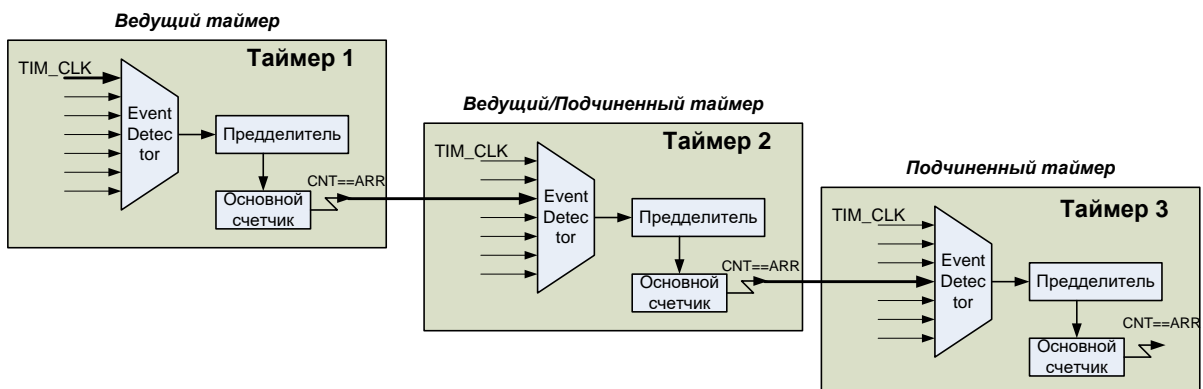 Ведущий таймер
Таймер 1
TIM_CLK
Event
Detec
tor
Предделитель
CNT==ARR
Основной
счетчик
Ведущий/Подчиненный таймер
Таймер 2
TIM_CLK
Event
Detec
tor
Предделитель
CNT==ARR
Основной
счетчик
Подчиненный таймер
Таймер 3
TIM_CLK
Event
Detec
tor
Предделитель
CNT==ARR
Основной
счетчик